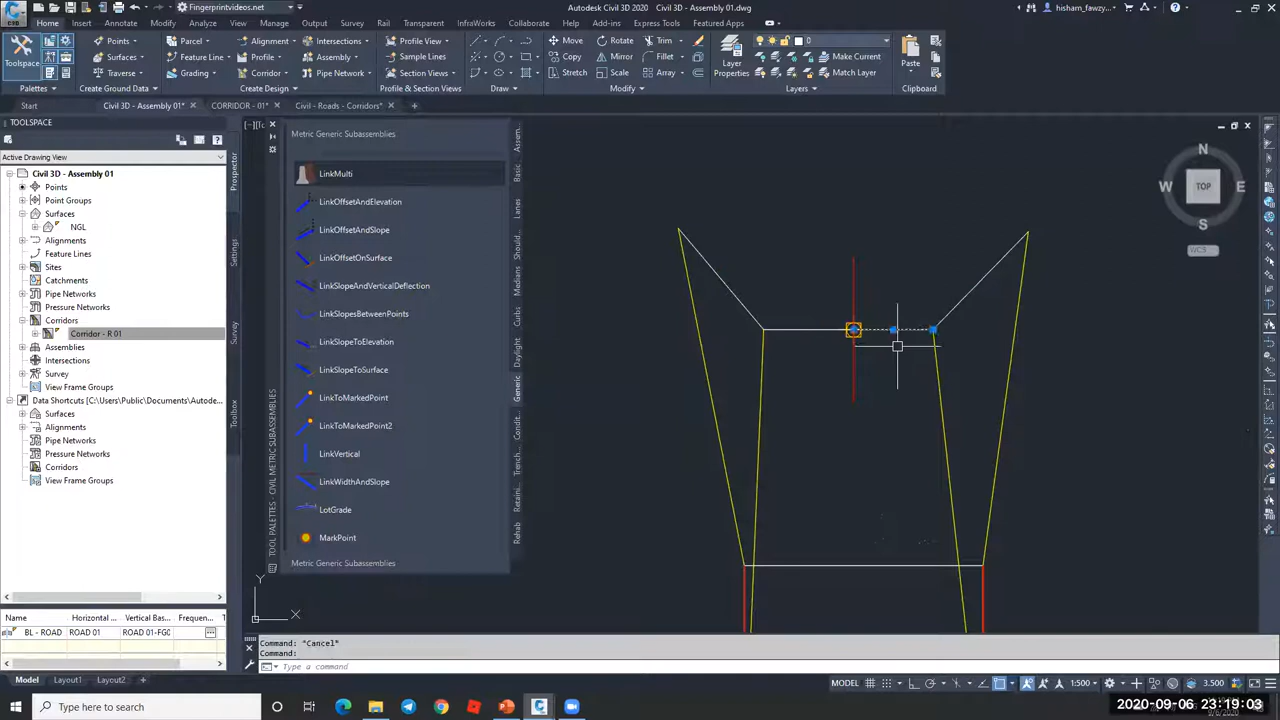 Fingerprintvideos.net
Autodesk Civil 3D 2020 Civil 3D - Assembly 01.dwg
hisham_fawzy...
C3D
Home Insert Annotate Modify Analyze View Manage Output Survey Rail Transparent InfraWorks Collaborate Help Add-ins Express Tools Featured Apps
Toolspace
Points
Surfaces
Traverse
Parcel
Feature Line
Grading
Alignment
Profile
Corridor
Intersections
Assembly
Pipe Network
Profile View
Sample Lines
Section Views
Move
Copy
Stretch
Rotate
Mirror
Scale
Trim
Fillet
Array
Layer
Properties
0
Make Current
Match Layer
Paste
Palettes Create Ground Data Create Design Profile & Section Views Draw Modify Layers Clipboard
Start Civil 3D - Assembly 01* CORRIDOR - 01* Civil - Roads - Corridors*
TOOLSPACE
Active Drawing View
Civil 3D - Assembly 01
Points
Point Groups
Surfaces
NGL
Alignments
Feature Lines
Sites
Catchments
Pipe Networks
Pressure Networks
Corridors
Corridor - R 01
Assemblies
Intersections
Survey
View Frame Groups
Data Shortcuts [C:\Users\Public\Documents\Autode...
Surfaces
Alignments
Pipe Networks
Pressure Networks
Corridors
View Frame Groups
Prospector
Settings
Survey
Toolbox
Name Horizontal ... Vertical Bas... Frequen...
BL - ROAD ROAD 01 ROAD 01-FG0
Metric Generic Subassemblies
LinkMulti
LinkOffsetAndElevation
LinkOffsetAndSlope
LinkOffsetOnSurface
LinkSlopeAndVerticalDeflection
LinkSlopesBetweenPoints
LinkSlopeToElevation
LinkSlopeToSurface
LinkToMarkedPoint
LinkToMarkedPoint2
LinkVertical
LinkWidthAndSlope
LotGrade
MarkPoint
Metric Generic Subassemblies
TOOL PALETTES - CIVIL METRIC SUBASSEMBLIES
Assem...
Basic
Lanes
Should...
Medians
Curbs
Daylight
Generic
Condit...
Trench...
Retaini...
Rehab
N
W TOP E
S
WCS
Y
X
Command: *Cancel*
Command:
Type a command
Model Layout1 Layout2
MODEL 1:500 3.500
Type here to search
2020-09-06 23:19:03